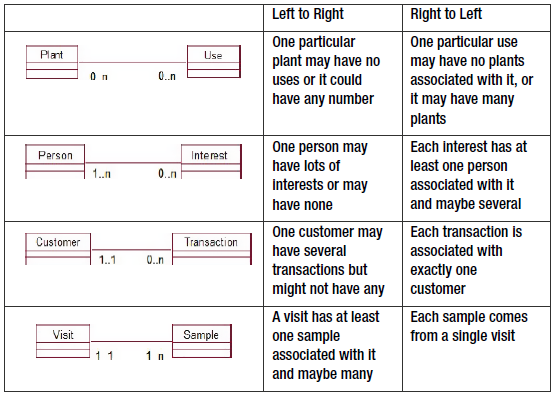 Left to Right
Right to Left
Plant
Use
0 n
0..n
One particular
plant may have no
uses or it could
have any number
One particular use
may have no plants
associated with it, or
it may have many
plants
Person
Interest
1..n
0..n
One person may
have lots of
interests or may
have none
Each interest has at
least one person
associated with it
and maybe several
Customer
Transaction
1..1
0..n
One customer may
have several
transactions but
might not have any
Each transaction is
associated with
exactly one
customer
Visit
Sample
1 1
1 n
A visit has at least
one sample
associated with it
and maybe many
Each sample comes
from a single visit